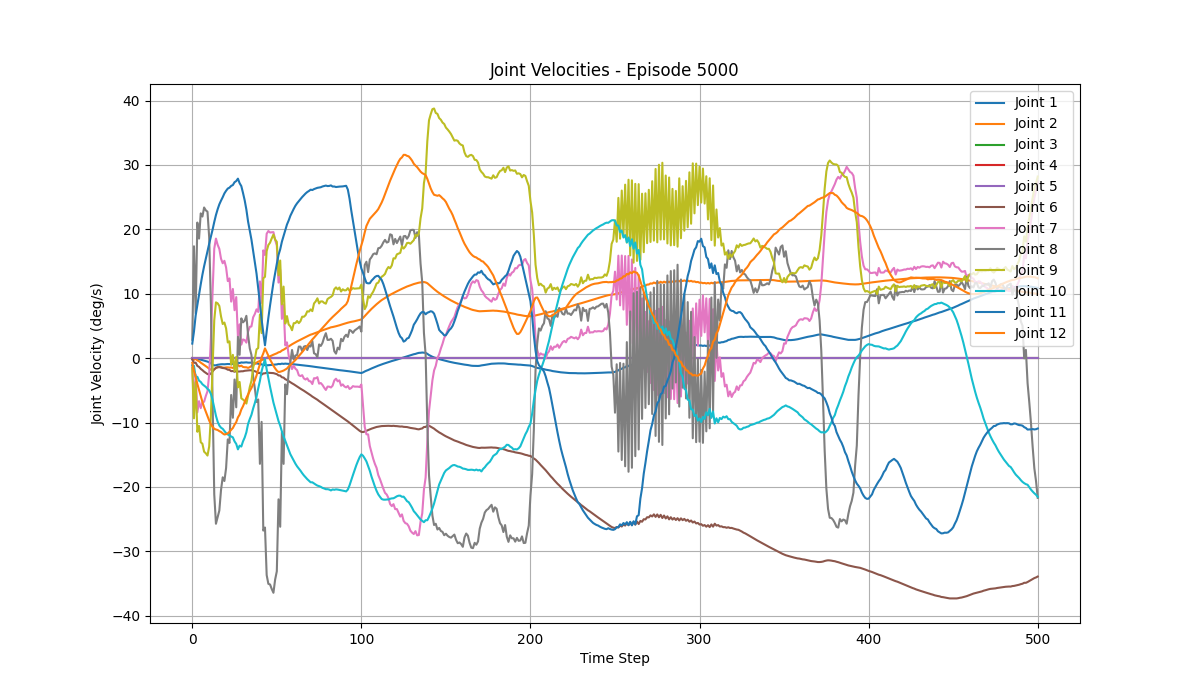 Joint Velocities - Episode 5000
Joint Velocity (deg/s)
40
30
20
10
0
−10
−20
−30
−40
0 100 200 300 400 500
Time Step
Joint 1
Joint 2
Joint 3
Joint 4
Joint 5
Joint 6
Joint 7
Joint 8
Joint 9
Joint 10
Joint 11
Joint 12